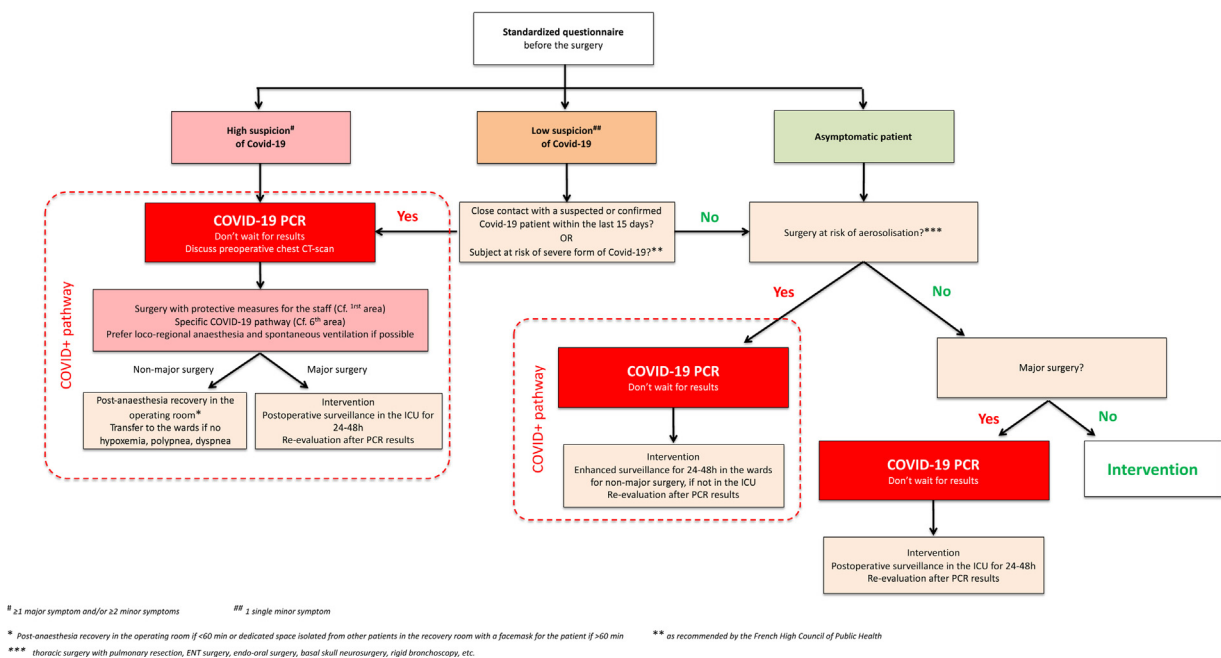 Standardized questionnaire
before the surgery
High suspicion#
of Covid-19
Low suspicion##
of Covid-19
Asymptomatic patient
COVID-19 PCR
Don't wait for results
Discuss preoperative chest CT-scan
Yes
Close contact with a suspected or confirmed
Covid-19 patient within the last 15 days?
OR
Subject at risk of severe form of Covid-19?**
No
Surgery at risk of aerosolisation?***
COVID+ pathway
Surgery with protective measures for the staff (Cf. 1rst area)
Specific COVID-19 pathway (Cf. 6th area)
Prefer loco-regional anaesthesia and spontaneous ventilation if possible
Non-major surgery
Major surgery
Post-anaesthesia recovery in the
operating room*
Transfer to the wards if no
hypoxemia, polypnea, dyspnea
Intervention
Postoperative surveillance in the ICU for
24-48h
Re-evaluation after PCR results
Yes
No
COVID+ pathway
COVID-19 PCR
Don't wait for results
Intervention
Enhanced surveillance for 24-48h in the wards
for non-major surgery, if not in the ICU
Re-evaluation after PCR results
Major surgery?
Yes
No
COVID-19 PCR
Don't wait for results
Intervention
Intervention
Postoperative surveillance in the ICU for 24-48h
Re-evaluation after PCR results
# ≥1 major symptom and/or ≥2 minor symptoms
## 1 single minor symptom
* Post-anaesthesia recovery in the operating room if <60 min or dedicated space isolated from other patients in the recovery room with a facemask for the patient if >60 min
** as recommended by the French High Council of Public Health
*** thoracic surgery with pulmonary resection, ENT surgery, endo-oral surgery, basal skull neurosurgery, rigid bronchoscopy, etc.